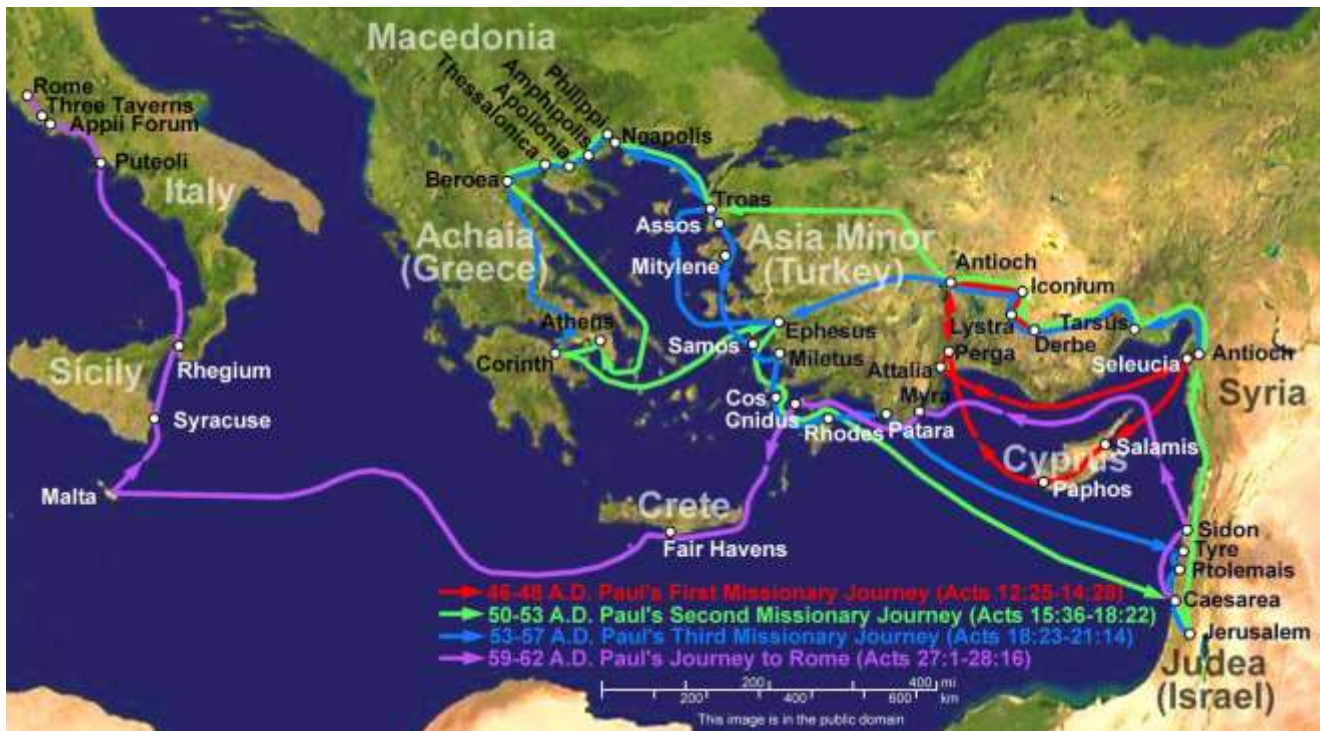 Macedonia
Philippi
Amphipolis
Apollonia
Thessalonica
Noapolis
Beroea
Rome
Three Taverns
Appii Forum
Puteoli
Italy
Troas
Assos
Achaia
(Greece)
Asia Minor
(Turkey)
Mitylene
Antioch
Iconium
Lystra
Derbe
Tarsus
Athens
Corinth
Ephesus
Samos
Miletus
Perga
Attalia
Myra
Seleucia
Antioch
Syria
Sicily
Rhegium
Syracuse
Cos
Cnidus
Rhodes
Patara
Salamis
Cyprus
Paphos
Malta
Crete
Fair Havens
Sidon
Tyre
Ptolemais
Caesarea
Jerusalem
Judea
(Israel)
46-48 A.D. Paul's First Missionary Journey (Acts 12:25-14:28)
50-53 A.D. Paul's Second Missionary Journey (Acts 15:36-18:22)
53-57 A.D. Paul's Third Missionary Journey (Acts 18:23-21:14)
59-62 A.D. Paul's Journey to Rome (Acts 27:1-28:16)
200 400 mi
200 400 600 km
This image is in the public domain